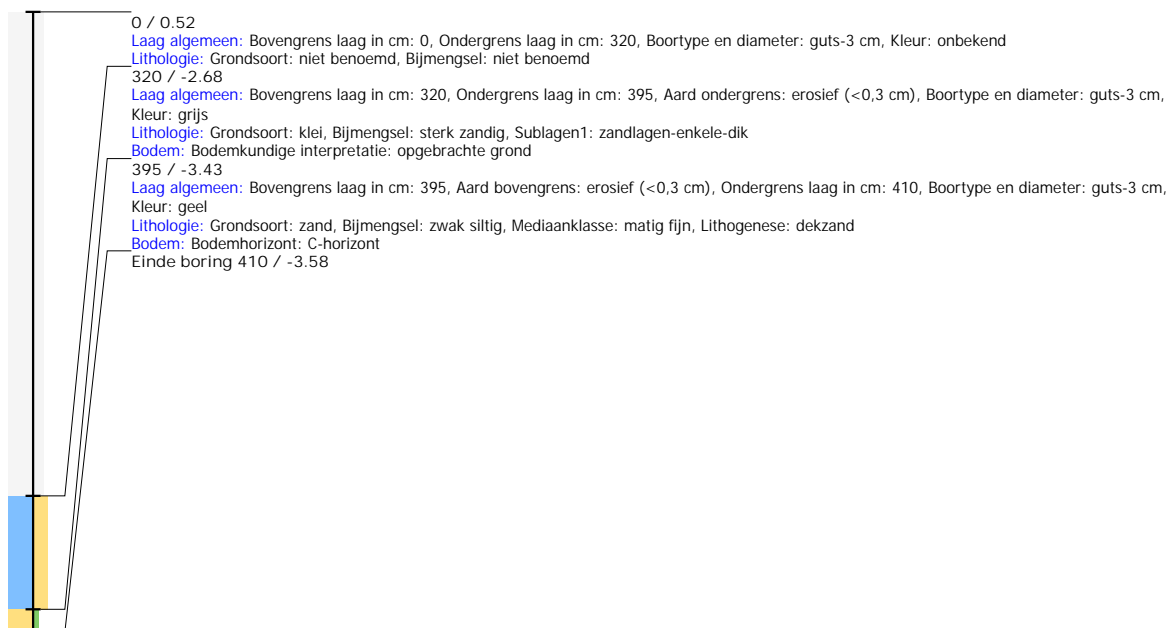 0 / 0.52
Laag algemeen: Bovengrens laag in cm: 0, Ondergrens laag in cm: 320, Boortype en diameter: guts-3 cm, Kleur: onbekend
Lithologie: Grondsoort: niet benoemd, Bijmengsel: niet benoemd
320 / -2.68
Laag algemeen: Bovengrens laag in cm: 320, Ondergrens laag in cm: 395, Aard ondergrens: erosief (<0,3 cm), Boortype en diameter: guts-3 cm,
Kleur: grijs
Lithologie: Grondsoort: klei, Bijmengsel: sterk zandig, Sublagen1: zandlagen-enkele-dik
Bodem: Bodemkundige interpretatie: opgebrachte grond
395 / -3.43
Laag algemeen: Bovengrens laag in cm: 395, Aard bovengrens: erosief (<0,3 cm), Ondergrens laag in cm: 410, Boortype en diameter: guts-3 cm,
Kleur: geel
Lithologie: Grondsoort: zand, Bijmengsel: zwak siltig, Mediaanklasse: matig fijn, Lithogenese: dekzand
Bodem: Bodemhorizont: C-horizont
Einde boring 410 / -3.58